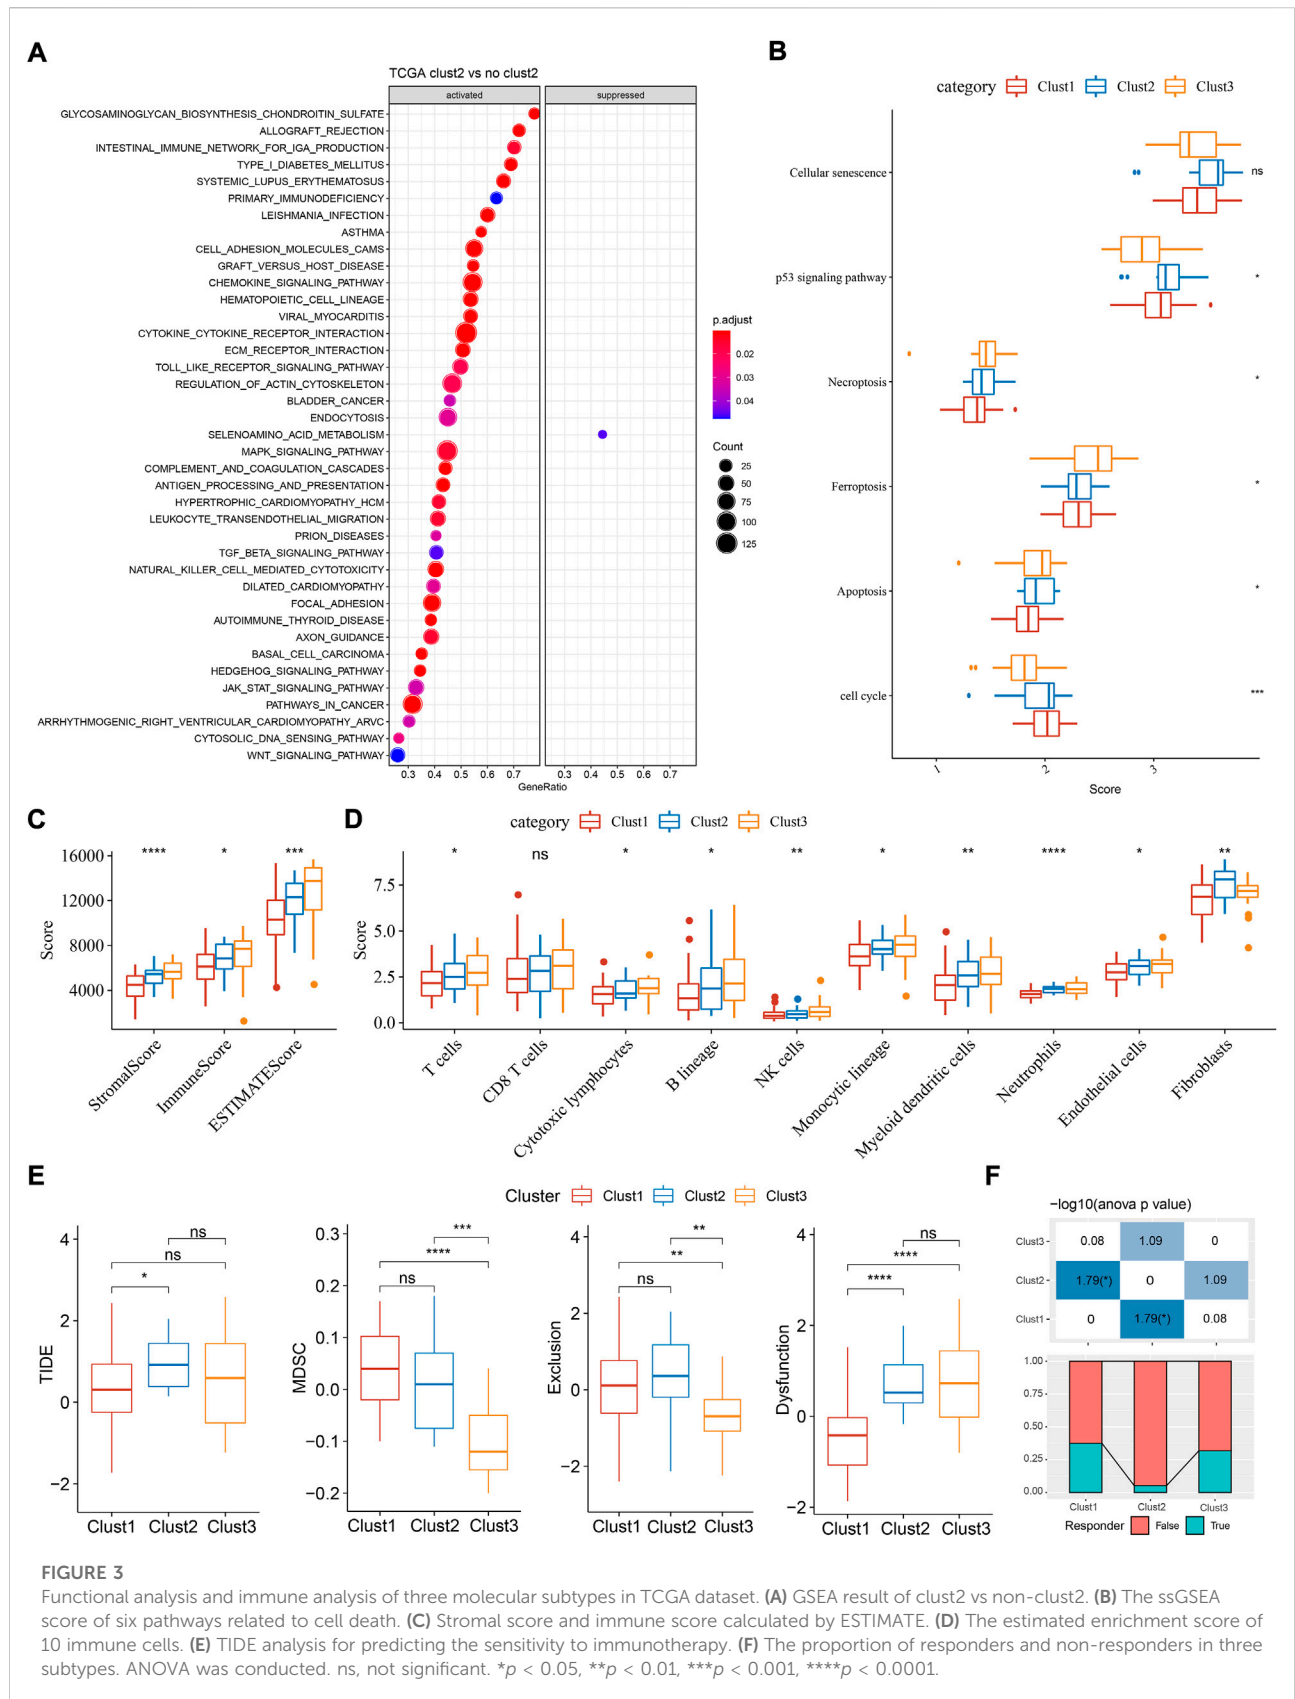 A
TCGA clust2 vs no clust2
activated
suppressed
GLYCOSAMINOGLYCAN_BIOSYNTHESIS_CHONDROITIN_SULFATE
ALLOGRAFT_REJECTION
INTESTINAL_IMMUNE_NETWORK_FOR_IGA_PRODUCTION
TYPE_I_DIABETES_MELLITUS
SYSTEMIC_LUPUS_ERYTHEMATOSUS
PRIMARY_IMMUNODEFICIENCY
LEISHMANIA_INFECTION
ASTHMA
CELL_ADHESION_MOLECULES_CAMS
GRAFT_VERSUS_HOST_DISEASE
CHEMOKINE_SIGNALING_PATHWAY
HEMATOPOIETIC_CELL_LINEAGE
VIRAL_MYOCARDITIS
CYTOKINE_CYTOKINE_RECEPTOR_INTERACTION
ECM_RECEPTOR_INTERACTION
TOLL_LIKE_RECEPTOR_SIGNALING_PATHWAY
REGULATION_OF_ACTIN_CYTOSKELETON
BLADDER_CANCER
ENDOCYTOSIS
SELENOAMINO_ACID_METABOLISM
MAPK_SIGNALING_PATHWAY
COMPLEMENT_AND_COAGULATION_CASCADES
ANTIGEN_PROCESSING_AND_PRESENTATION
HYPERTROPHIC_CARDIOMYOPATHY_HCM
LEUKOCYTE_TRANSENDOTHELIAL_MIGRATION
PRION_DISEASES
TGF_BETA_SIGNALING_PATHWAY
NATURAL_KILLER_CELL_MEDIATED_CYTOTOXICITY
DILATED_CARDIOMYOPATHY
FOCAL_ADHESION
AUTOIMMUNE_THYROID_DISEASE
AXON_GUIDANCE
BASAL_CELL_CARCINOMA
HEDGEHOG_SIGNALING_PATHWAY
JAK_STAT_SIGNALING_PATHWAY
PATHWAYS_IN_CANCER
ARRHYTHMOGENIC_RIGHT_VENTRICULAR_CARDIOMYOPATHY_ARVC
CYTOSOLIC_DNA_SENSING_PATHWAY
WNT_SIGNALING_PATHWAY
0.3 0.4 0.5 0.6 0.7 0.3 0.4 0.5 0.6 0.7
GeneRatio
p.adjust
0.02
0.03
0.04
Count
25
50
75
100
125
B
category Clust1 Clust2 Clust3
Cellular senescence ns
p53 signaling pathway *
Necroptosis *
Ferroptosis *
Apoptosis *
cell cycle ***
1 2 3
Score
C
**** * ***
16000
12000
8000
4000
Score
StromalScore
ImmuneScore
ESTIMATEScore
D
category Clust1 Clust2 Clust3
* ns * * ** * ** **** * **
7.5
5.0
2.5
0.0
Score
T cells
CD8 T cells
Cytotoxic lymphocytes
B lineage
NK cells
Monocytic lineage
Myeloid dendritic cells
Neutrophils
Endothelial cells
Fibroblasts
E
Cluster Clust1 Clust2 Clust3
ns
ns
*
4
2
0
−2
TIDE
Clust1 Clust2 Clust3
***
****
ns
0.3
0.2
0.1
0.0
−0.1
−0.2
MDSC
Clust1 Clust2 Clust3
**
**
ns
4
2
0
−2
Exclusion
Clust1 Clust2 Clust3
ns
****
****
4
2
0
−2
Dysfunction
Clust1 Clust2 Clust3
F
−log10(anova p value)
Clust3 0.08 1.09 0
Clust2 1.79(*) 0 1.09
Clust1 0 1.79(*) 0.08
1.00
0.75
0.50
0.25
0.00
Clust1 Clust2 Clust3
Responder False True
FIGURE 3
Functional analysis and immune analysis of three molecular subtypes in TCGA dataset. (A) GSEA result of clust2 vs non-clust2. (B) The ssGSEA
score of six pathways related to cell death. (C) Stromal score and immune score calculated by ESTIMATE. (D) The estimated enrichment score of
10 immune cells. (E) TIDE analysis for predicting the sensitivity to immunotherapy. (F) The proportion of responders and non-responders in three
subtypes. ANOVA was conducted. ns, not significant. *p < 0.05, **p < 0.01, ***p < 0.001, ****p < 0.0001.